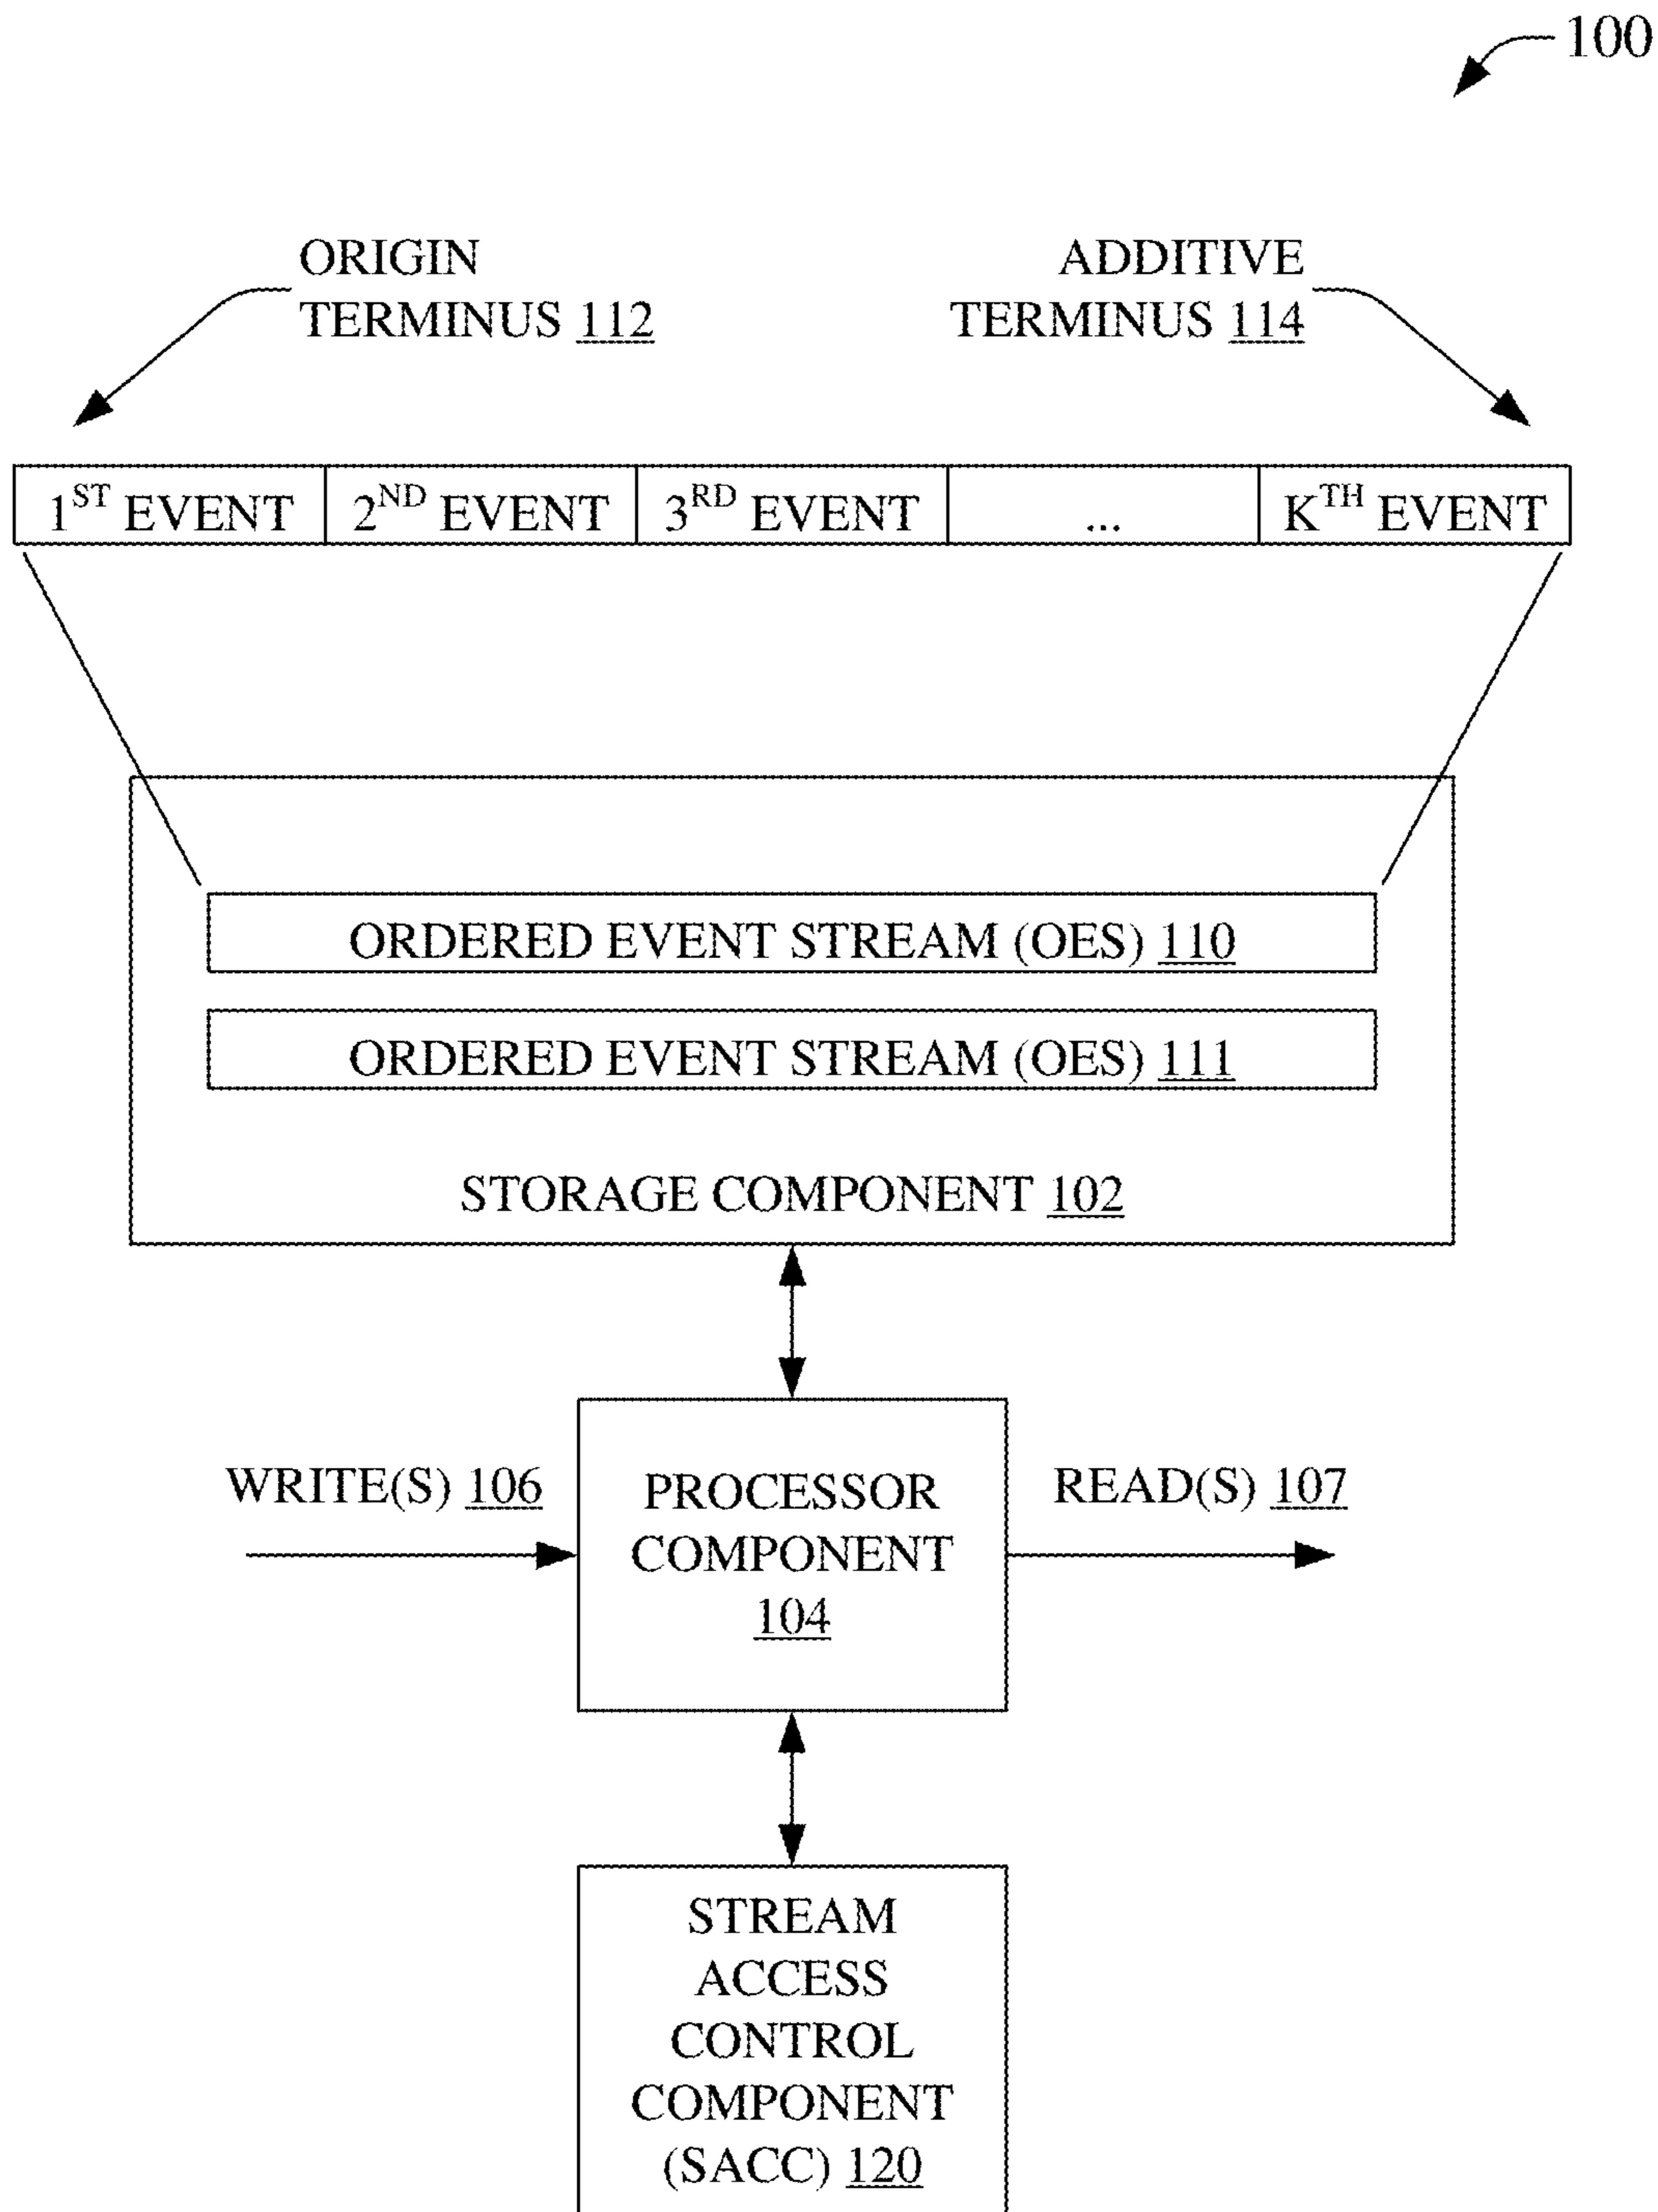 100
ORIGIN
TERMINUS 112
ADDITIVE
TERMINUS 114
1ST EVENT
2ND EVENT
3RD EVENT
...
KTH EVENT
ORDERED EVENT STREAM (OES) 110
ORDERED EVENT STREAM (OES) 111
STORAGE COMPONENT 102
WRITE(S) 106
PROCESSOR
COMPONENT
104
READ(S) 107
STREAM
ACCESS
CONTROL
COMPONENT
(SACC) 120